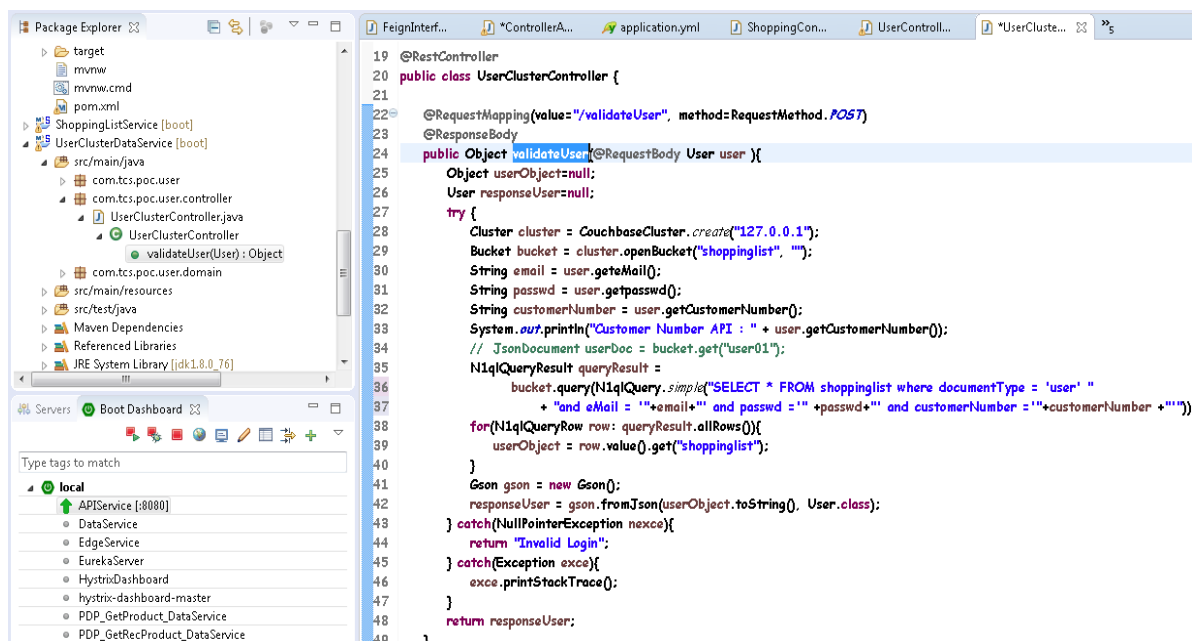 Package Explorer
target
mvnw
mvnw.cmd
pom.xml
ShoppingListService [boot]
UserClusterDataService [boot]
src/main/java
com.tcs.poc.user
com.tcs.poc.user.controller
UserClusterController.java
UserClusterController
validateUser(User) : Object
com.tcs.poc.user.domain
src/main/resources
src/test/java
Maven Dependencies
Referenced Libraries
JRE System Library [jdk1.8.0_76]
Servers Boot Dashboard
Type tags to match
local
APIService [:8080]
DataService
EdgeService
EurekaServer
HystrixDashboard
hystrix-dashboard-master
PDP_GetProduct_DataService
PDP_GetRecProduct_DataService
FeignInterf... *ControllerA... application.yml ShoppingCon... UserControll... *UserCluste... »5
19 @RestController
20 public class UserClusterController {
21
22 @RequestMapping(value="/validateUser", method=RequestMethod.POST)
23 @ResponseBody
24 public Object validateUser(@RequestBody User user ){
25 Object userObject=null;
26 User responseUser=null;
27 try {
28 Cluster cluster = CouchbaseCluster.create("127.0.0.1");
29 Bucket bucket = cluster.openBucket("shoppinglist", "");
30 String email = user.geteMail();
31 String passwd = user.getpasswd();
32 String customerNumber = user.getCustomerNumber();
33 System.out.println("Customer Number API : " + user.getCustomerNumber());
34 // JsonDocument userDoc = bucket.get("user01");
35 N1qlQueryResult queryResult =
36 bucket.query(N1qlQuery.simple("SELECT * FROM shoppinglist where documentType = 'user' "
37 + "and eMail = '"+email+"' and passwd ='" +passwd+"' and customerNumber ='"+customerNumber +"'"))
38 for(N1qlQueryRow row: queryResult.allRows()){
39 userObject = row.value().get("shoppinglist");
40 }
41 Gson gson = new Gson();
42 responseUser = gson.fromJson(userObject.toString(), User.class);
43 } catch(NullPointerException nexce){
44 return "Invalid Login";
45 } catch(Exception exce){
46 exce.printStackTrace();
47 }
48 return responseUser;
49 }